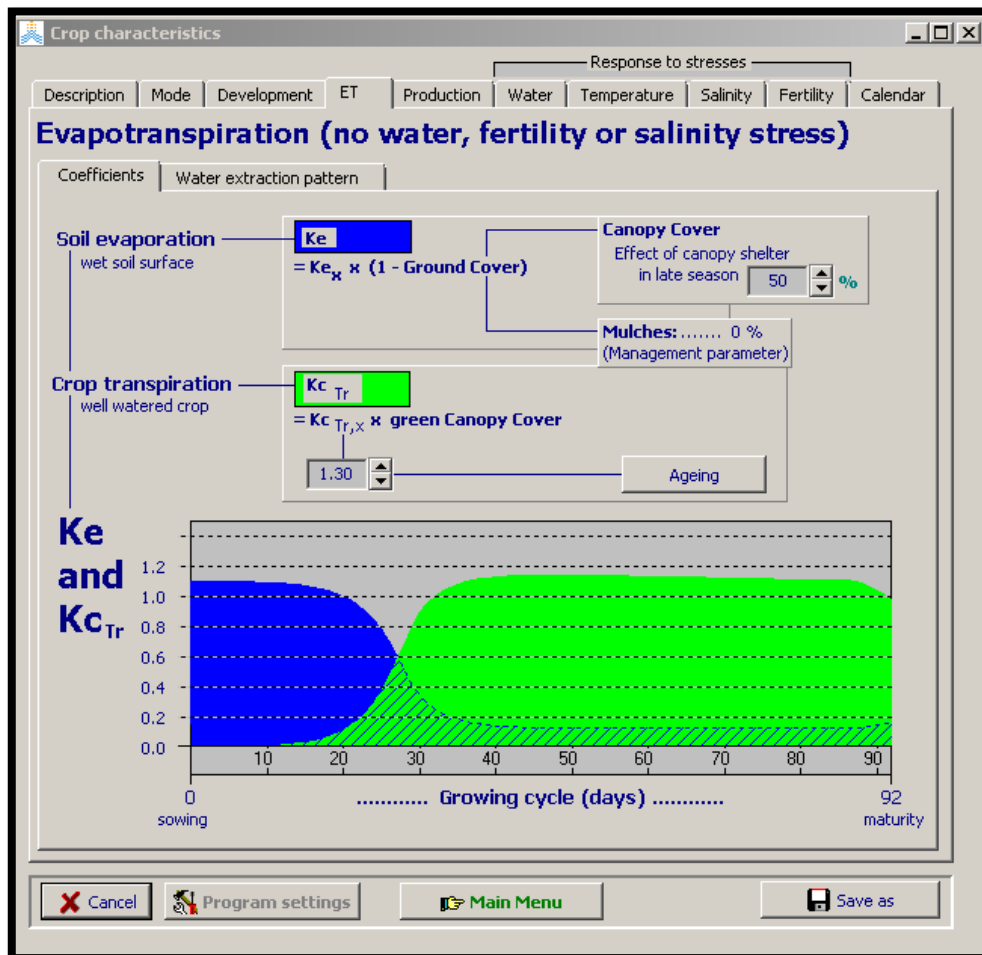 Crop characteristics
Response to stresses
Description Mode Development ET Production Water Temperature Salinity Fertility Calendar
Evapotranspiration (no water, fertility or salinity stress)
Coefficients Water extraction pattern
Soil evaporation
wet soil surface
Ke
= Kex x (1 - Ground Cover)
Canopy Cover
Effect of canopy shelter
in late season 50 %
Mulches:....... 0 %
(Management parameter)
Crop transpiration
well watered crop
Kc Tr
= Kc Tr,x x green Canopy Cover
1.30 Ageing
Ke
and
KcTr
1.2
1.0
0.8
0.6
0.4
0.2
0.0
10 20 30 40 50 60 70 80 90
0 ............ Growing cycle (days) ............ 92
sowing maturity
Cancel Program settings Main Menu Save as